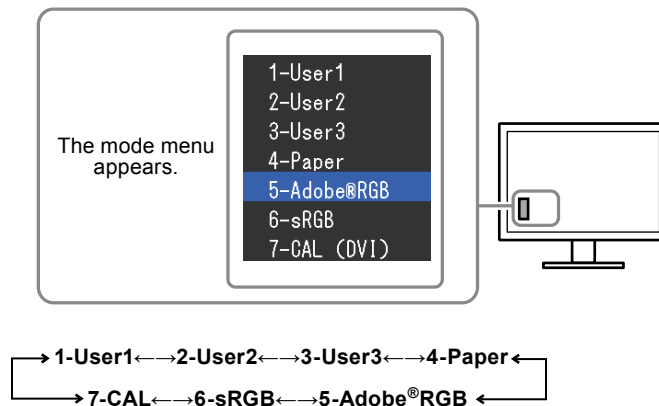 The mode menu
appears.
1-User1
2-User2
3-User3
4-Paper
5-Adobe®RGB
6-sRGB
7-CAL (DVI)
1-User1←→2-User2←→3-User3←→4-Paper
7-CAL←→6-sRGB←→5-Adobe®RGB